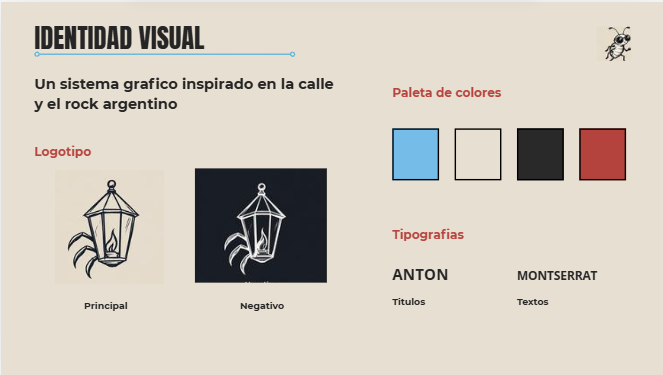 IDENTIDAD VISUAL
Un sistema grafico inspirado en la calle
y el rock argentino
Logotipo
Principal
Negativo
Paleta de colores
Tipografias
ANTON
MONTSERRAT
Titulos
Textos